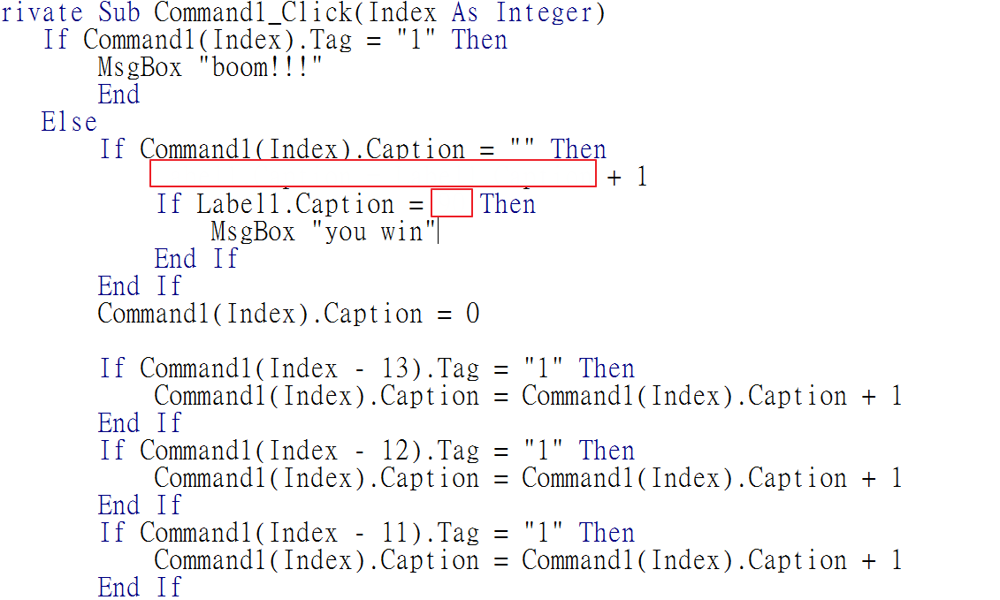 rivate Sub Command1_Click(Index As Integer)
If Command1(Index).Tag = "1" Then
MsgBox "boom!!!"
End
Else
If Command1(Index).Caption = "" Then
+ 1
If Label1.Caption = Then
MsgBox "you win"
End If
End If
Command1(Index).Caption = 0
If Command1(Index - 13).Tag = "1" Then
Command1(Index).Caption = Command1(Index).Caption + 1
End If
If Command1(Index - 12).Tag = "1" Then
Command1(Index).Caption = Command1(Index).Caption + 1
End If
If Command1(Index - 11).Tag = "1" Then
Command1(Index).Caption = Command1(Index).Caption + 1
End If